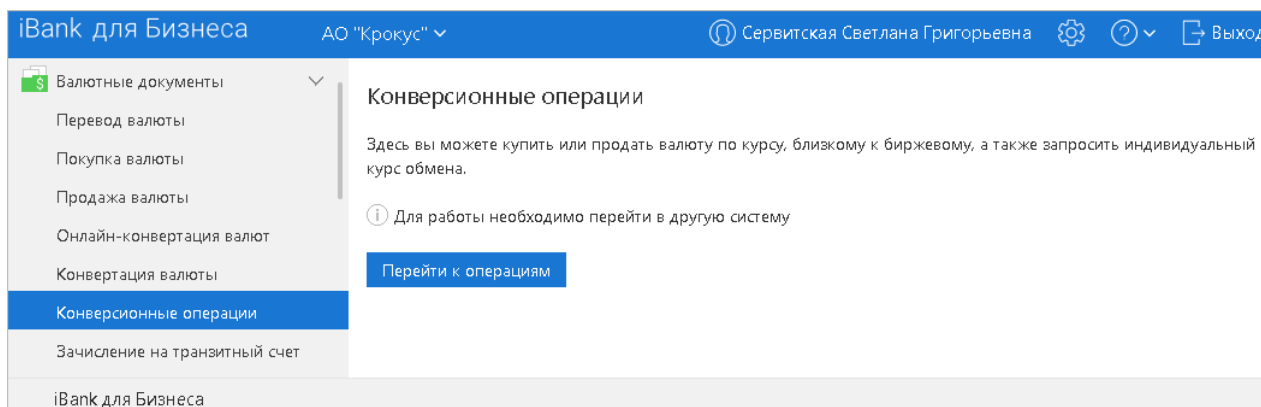 iBank для Бизнеса
АО "Крокус"
Сервитская Светлана Григорьевна
Выход
$
Валютные документы
Перевод валюты
Покупка валюты
Продажа валюты
Онлайн-конвертация валют
Конвертация валюты
Конверсионные операции
Зачисление на транзитный счет
Конверсионные операции
Здесь вы можете купить или продать валюту по курсу, близкому к биржевому, а также запросить индивидуальный
курс обмена.
Для работы необходимо перейти в другую систему
Перейти к операциям
iBank для Бизнеса